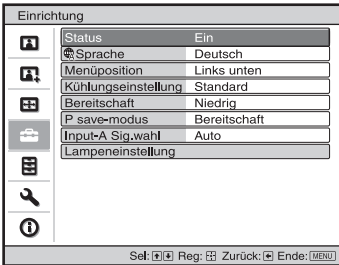 Einrichtung
Status Ein
Sprache Deutsch
Menüposition Links unten
Kühlungseinstellung Standard
Bereitschaft Niedrig
P save-modus Bereitschaft
Input-A Sig.wahl Auto
Lampeneinstellung
Sel: Reg: Zurück: Ende: MENU